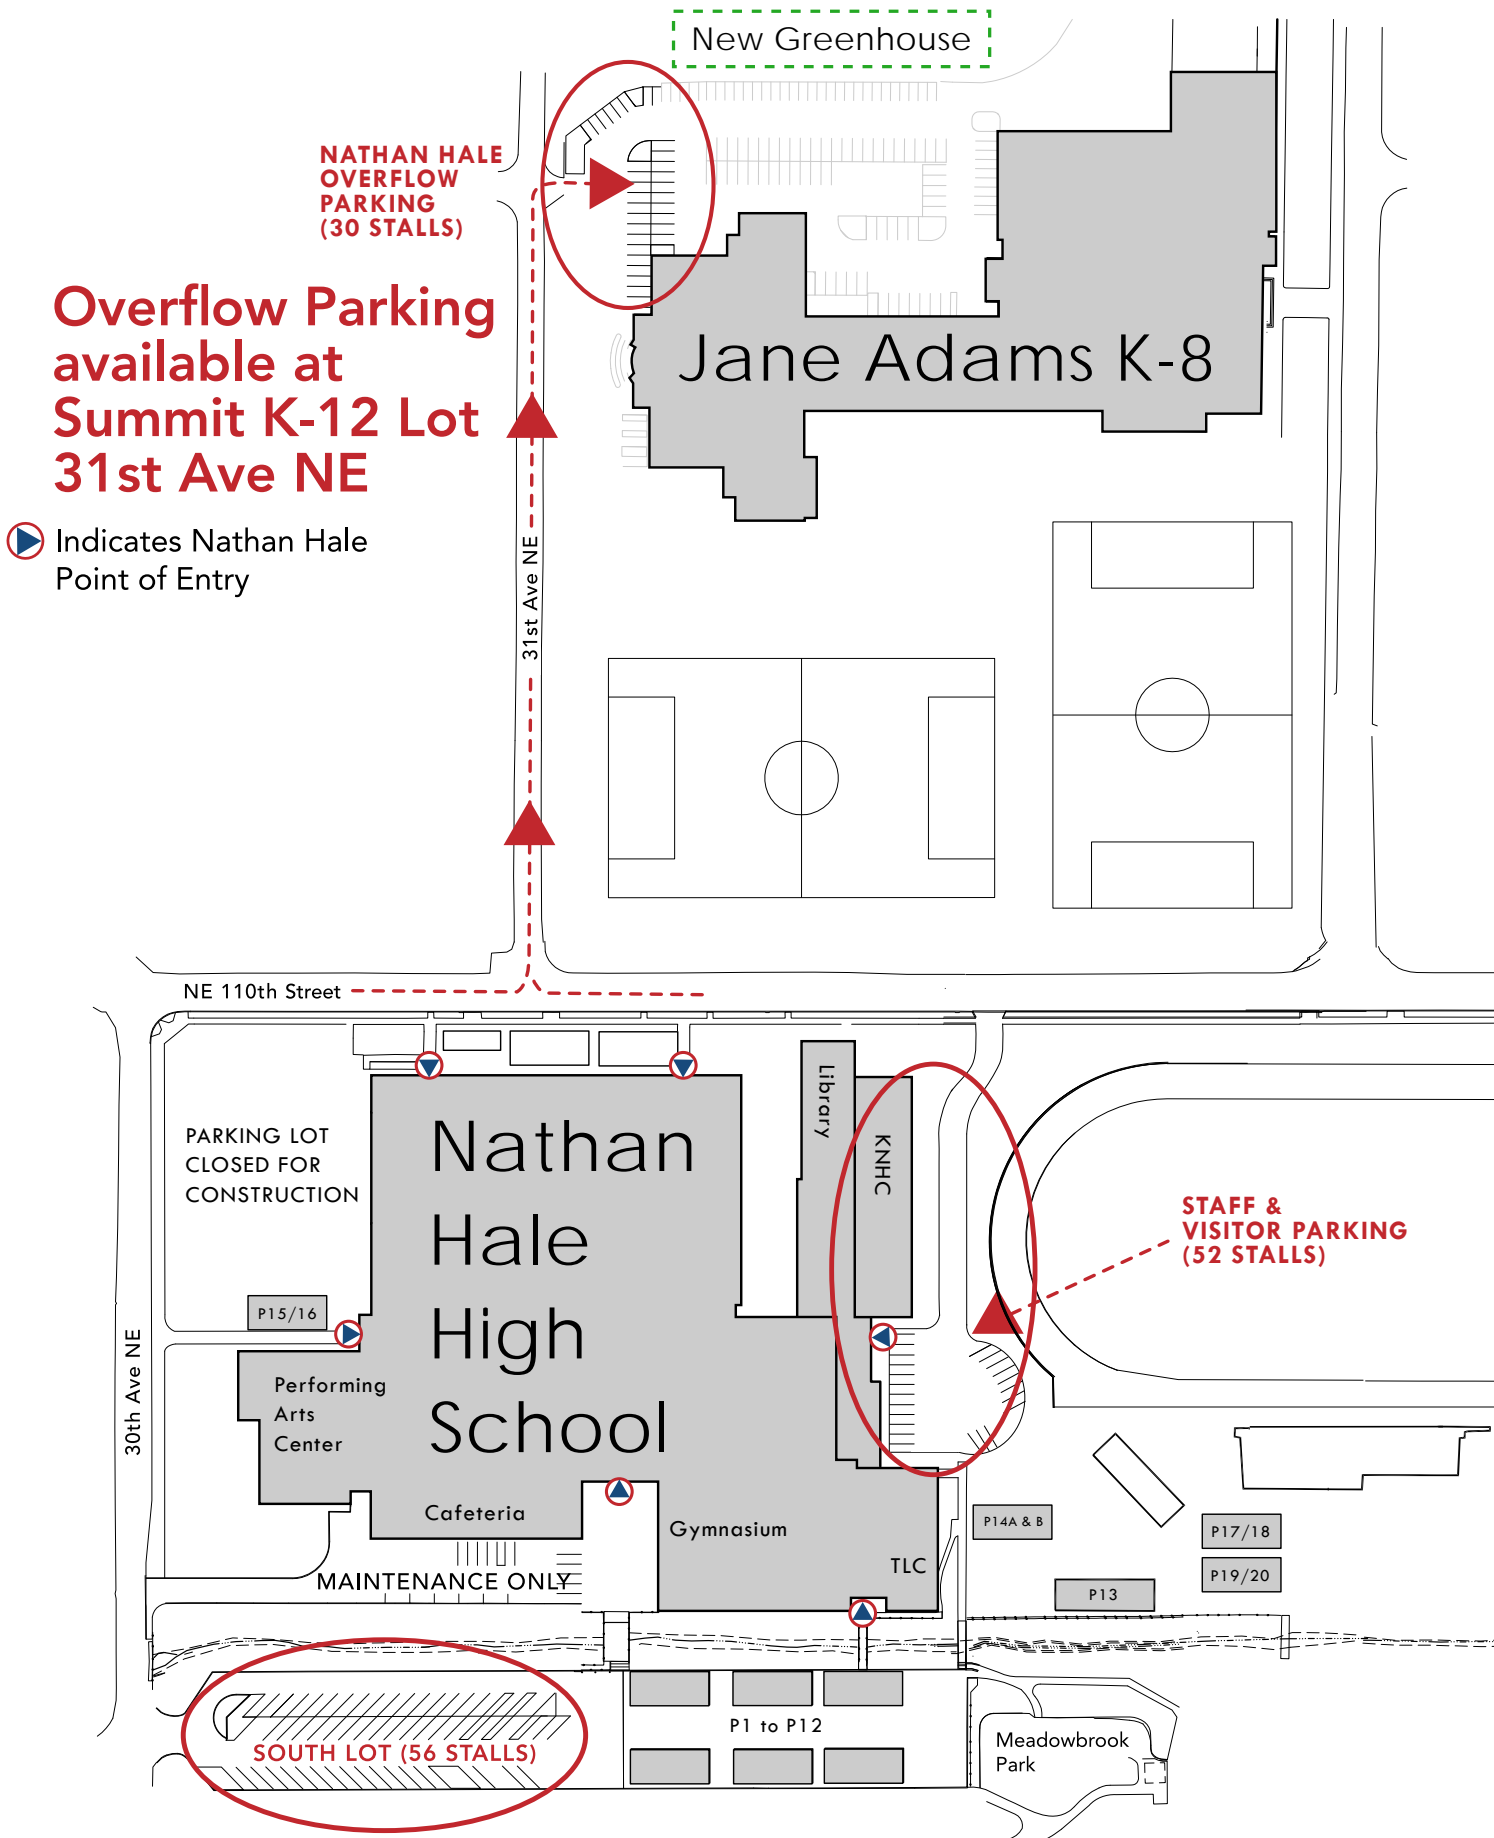 New Greenhouse
NATHAN HALE
OVERFLOW
PARKING
(30 STALLS)
Overflow Parking
available at
Summit K-12 Lot
31st Ave NE
Indicates Nathan Hale
Point of Entry
Jane Adams K-8
31st Ave NE
NE 110th Street
PARKING LOT
CLOSED FOR
CONSTRUCTION
Nathan
Hale
High
School
Library
KNHC
STAFF &
VISITOR PARKING
(52 STALLS)
P15/16
30th Ave NE
Performing
Arts
Center
Cafeteria
Gymnasium
TLC
P14A & B
P17/18
P19/20
P13
MAINTENANCE ONLY
P1 to P12
SOUTH LOT (56 STALLS)
Meadowbrook
Park